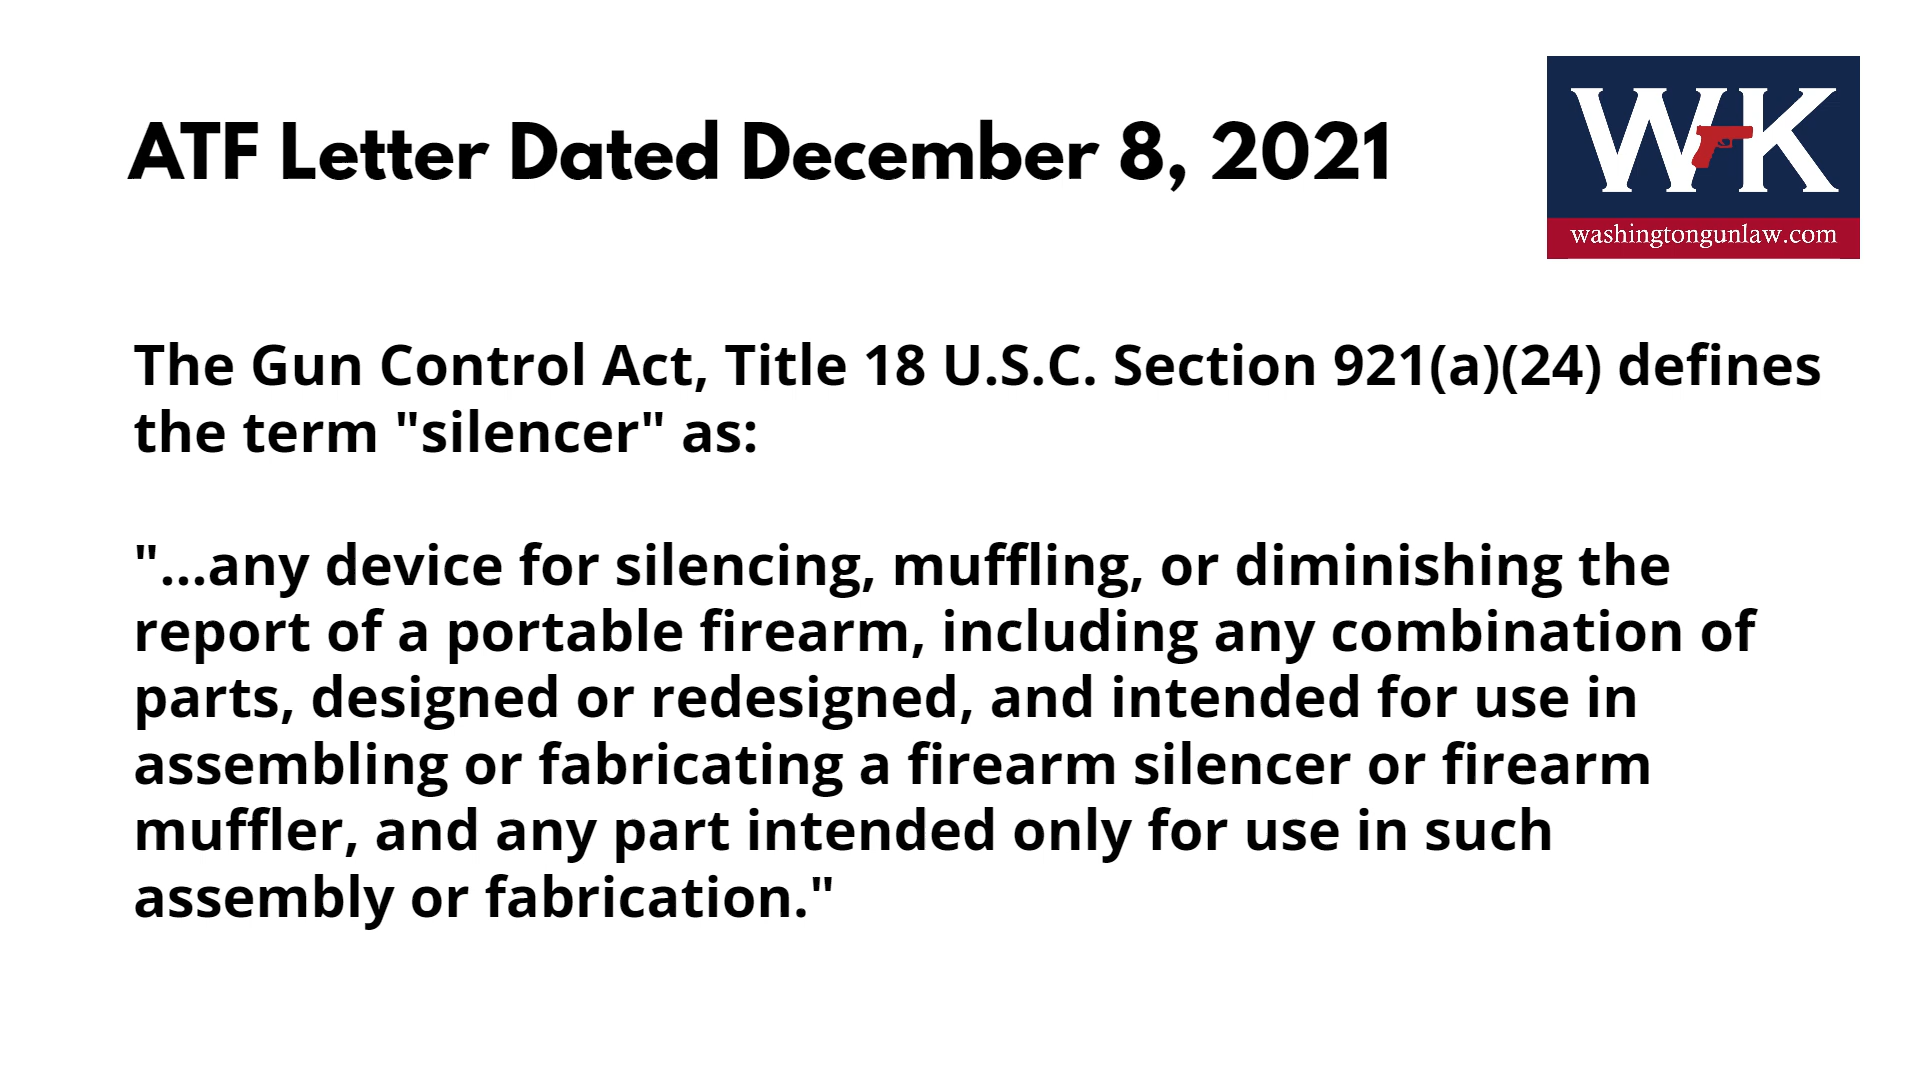 ATF Letter Dated December 8, 2021
WK
washingtongunlaw.com
The Gun Control Act, Title 18 U.S.C. Section 921(a)(24) defines
the term "silencer" as:
"...any device for silencing, muffling, or diminishing the
report of a portable firearm, including any combination of
parts, designed or redesigned, and intended for use in
assembling or fabricating a firearm silencer or firearm
muffler, and any part intended only for use in such
assembly or fabrication."